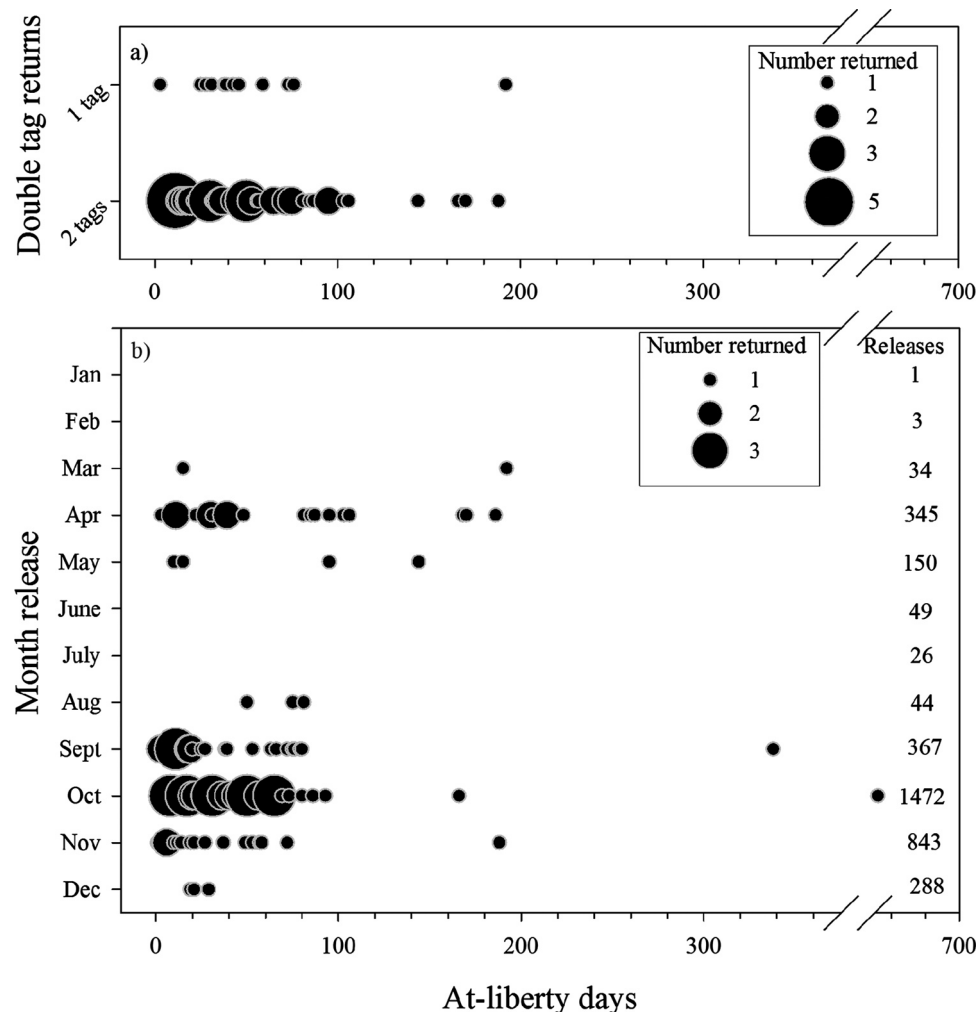 Double tag returns
a)
1 tag
2 tags
Number returned
1
2
3
5
0 100 200 300 700
b)
Month release
Number returned
1
2
3
Releases
Jan 1
Feb 3
Mar 34
Apr 345
May 150
June 49
July 26
Aug 44
Sept 367
Oct 1472
Nov 843
Dec 288
0 100 200 300 700
At-liberty days